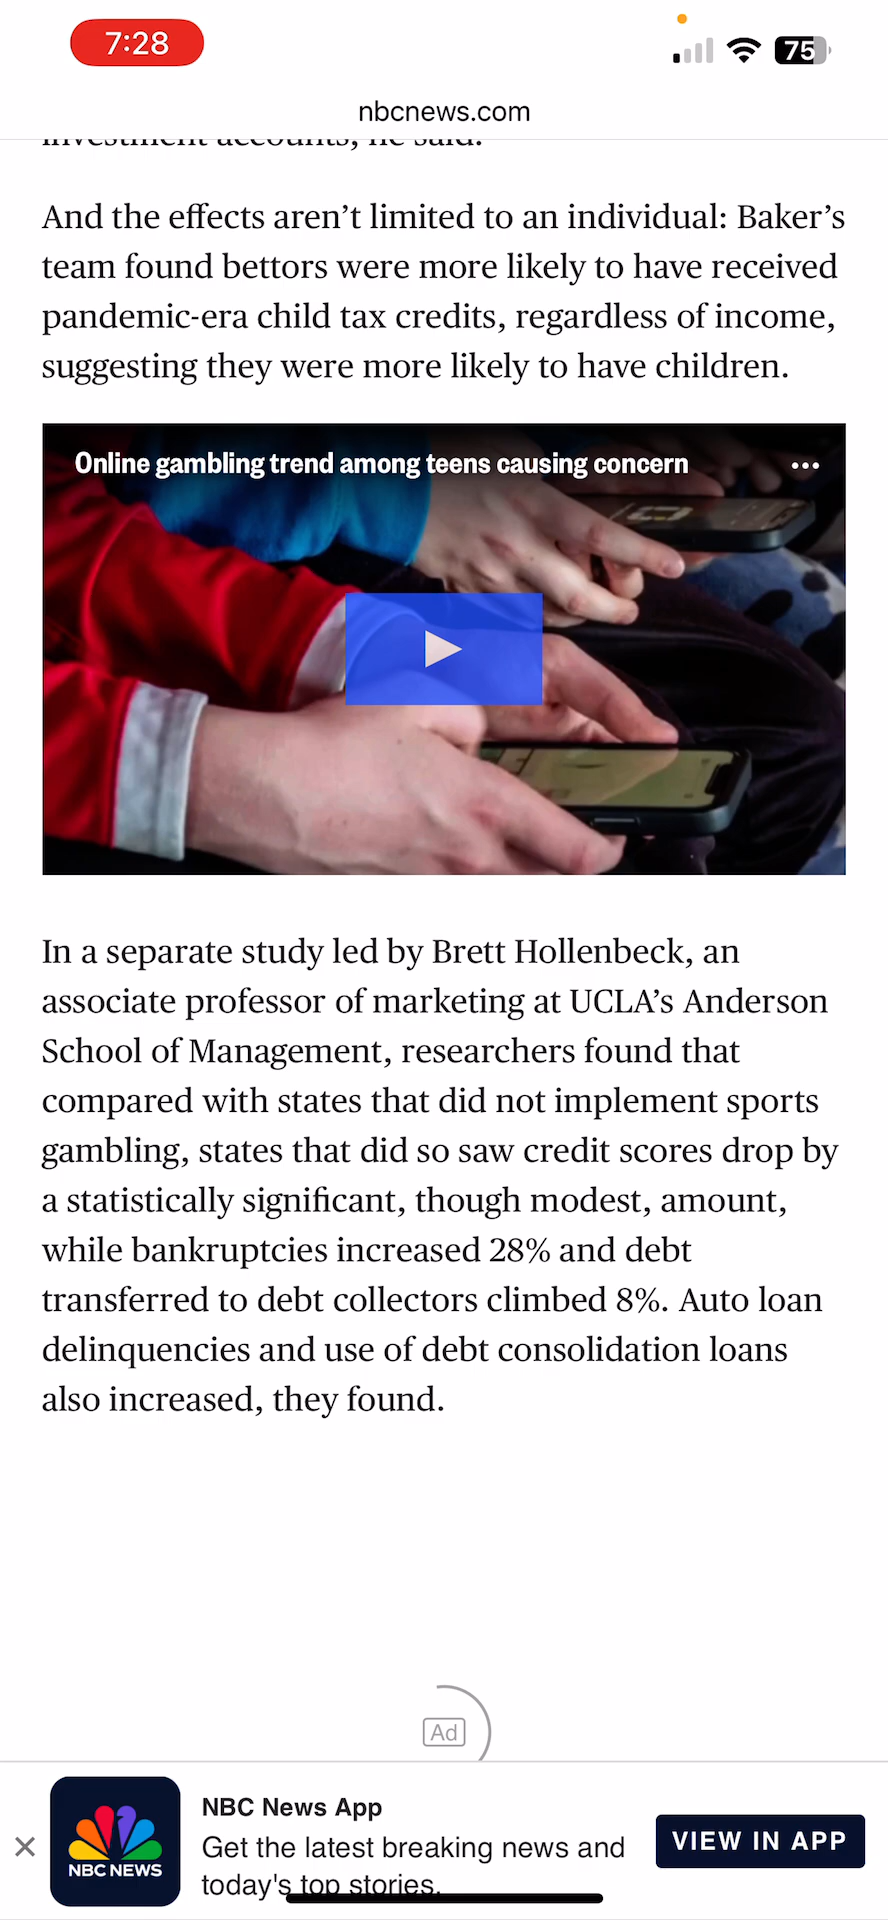 7:28
75
nbcnews.com
investment accounts, he said.
And the effects aren’t limited to an individual: Baker’s
team found bettors were more likely to have received
pandemic-era child tax credits, regardless of income,
suggesting they were more likely to have children.
Online gambling trend among teens causing concern
In a separate study led by Brett Hollenbeck, an
associate professor of marketing at UCLA’s Anderson
School of Management, researchers found that
compared with states that did not implement sports
gambling, states that did so saw credit scores drop by
a statistically significant, though modest, amount,
while bankruptcies increased 28% and debt
transferred to debt collectors climbed 8%. Auto loan
delinquencies and use of debt consolidation loans
also increased, they found.
Ad
NBC News App
Get the latest breaking news and
today's top stories.
VIEW IN APP
NBC NEWS